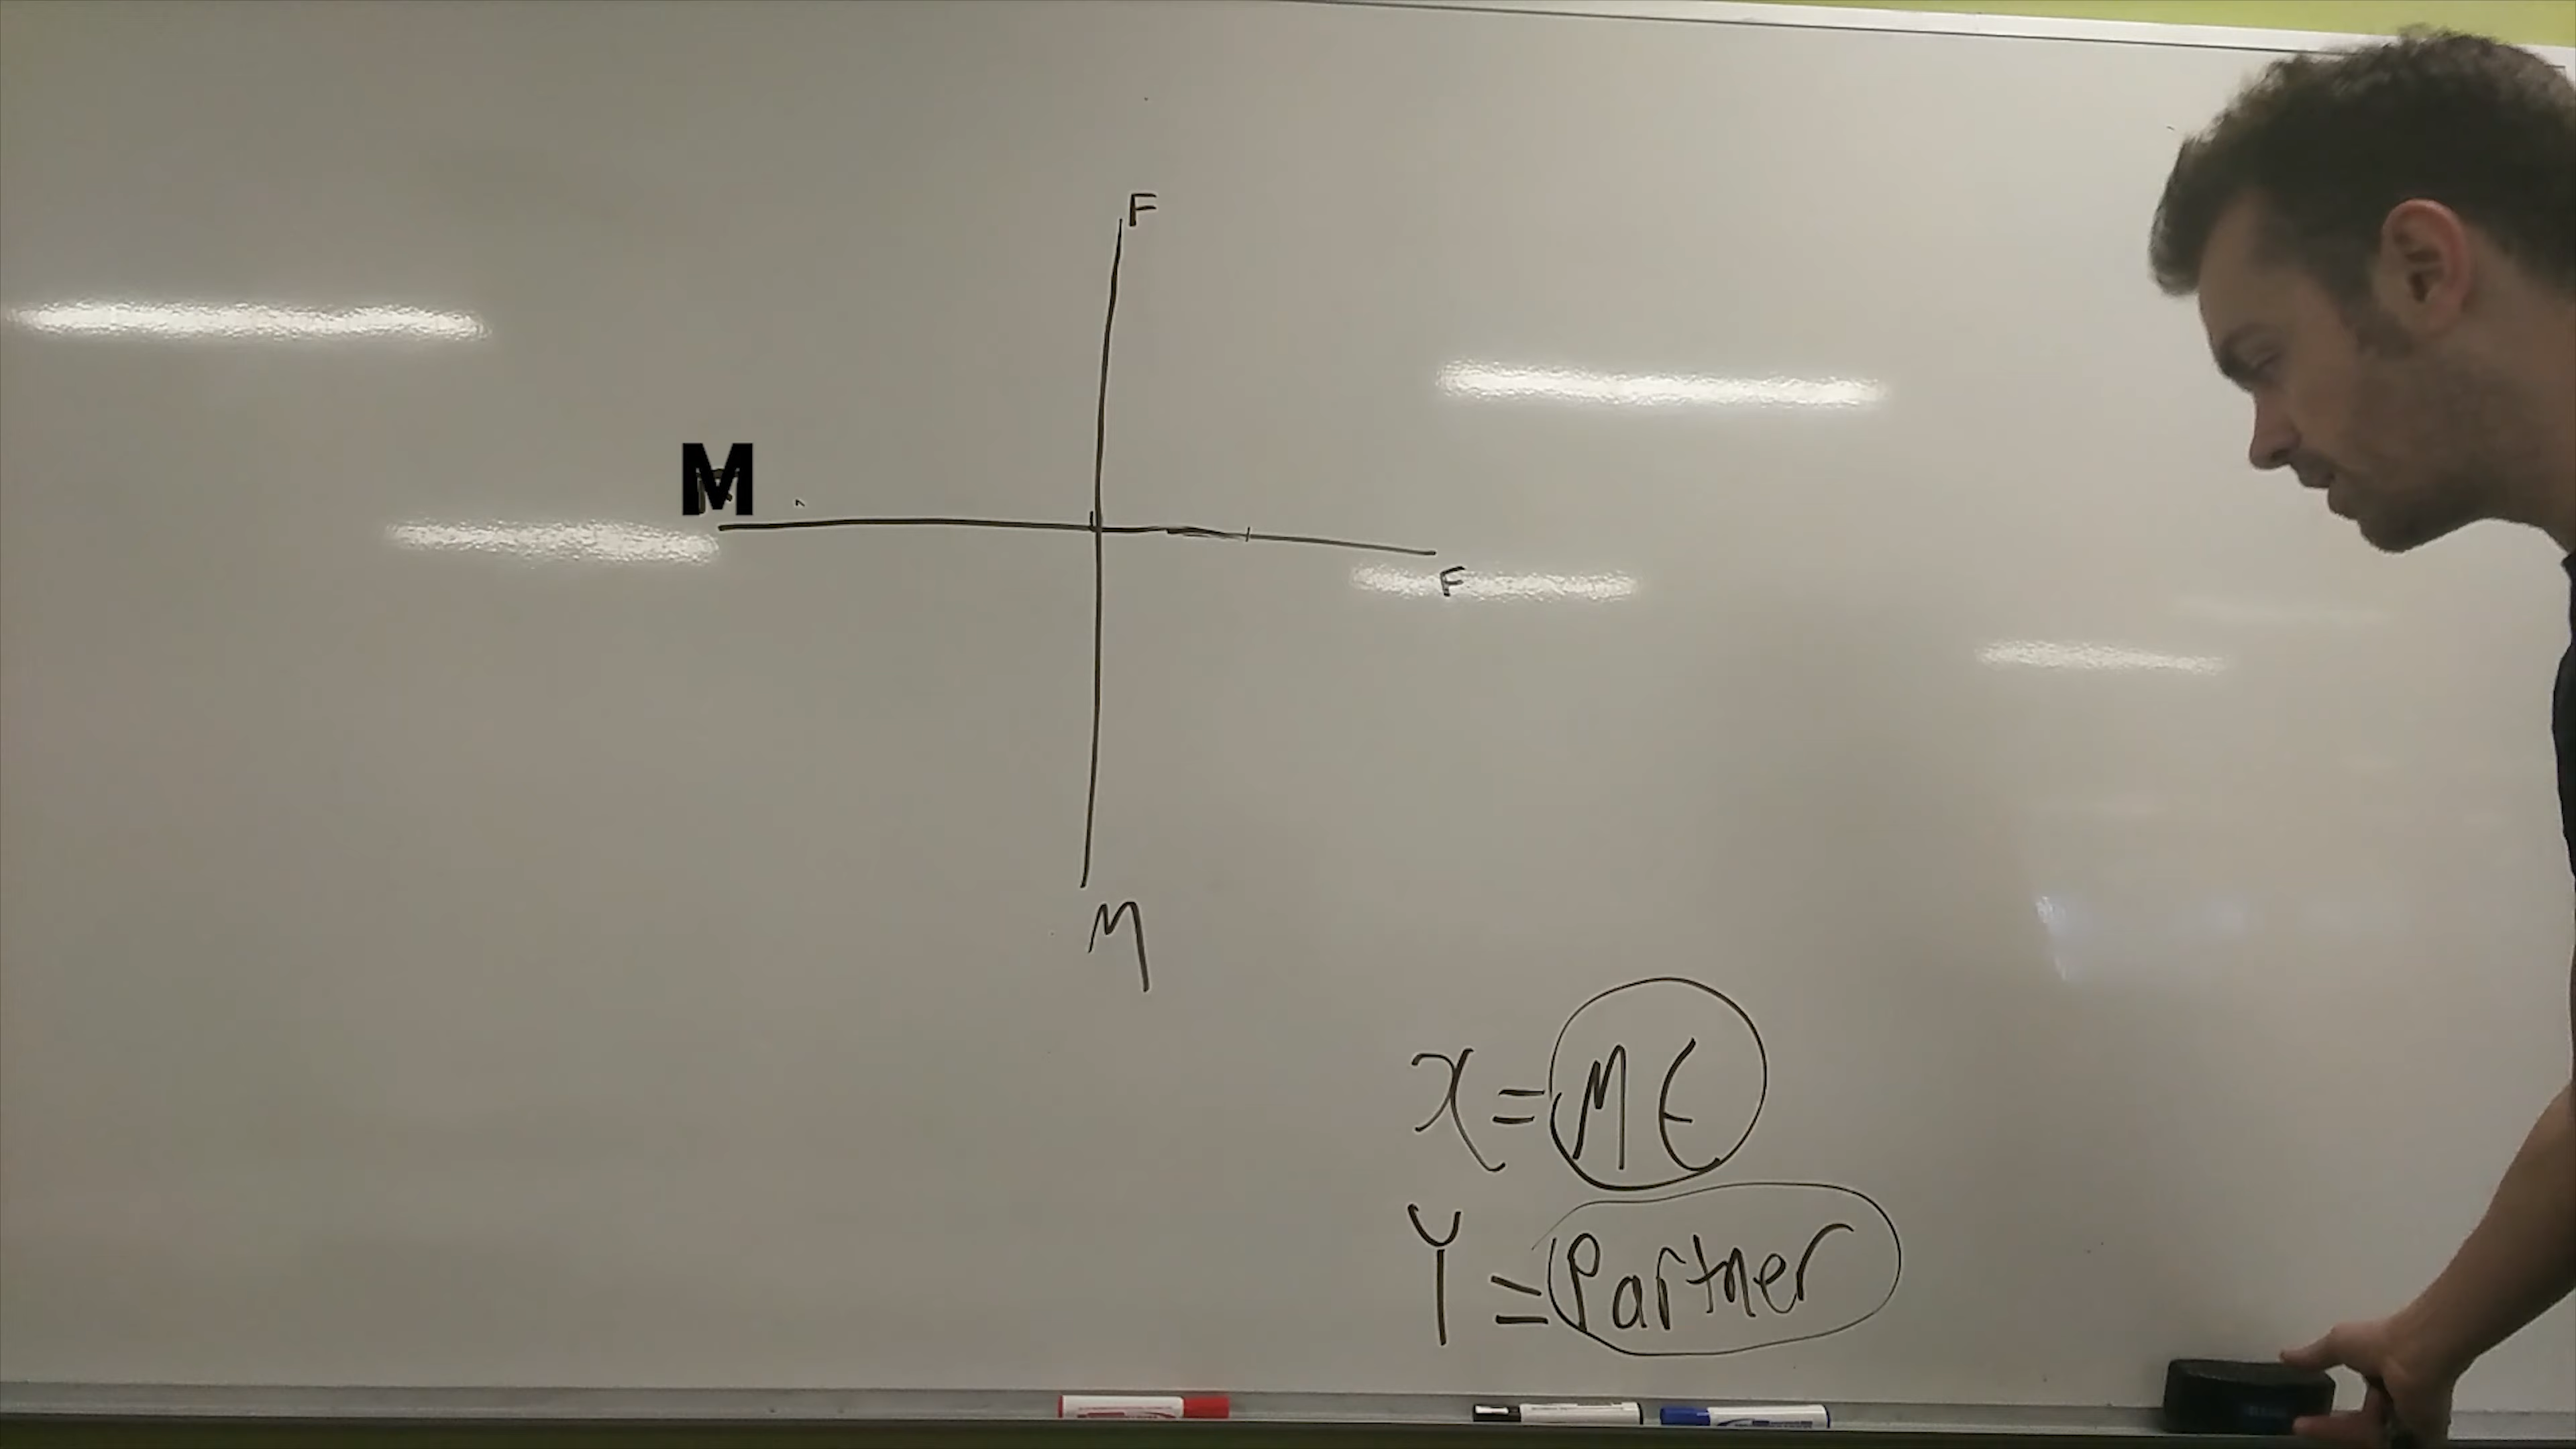 F
M
F
M
x = ME
Y = Partner